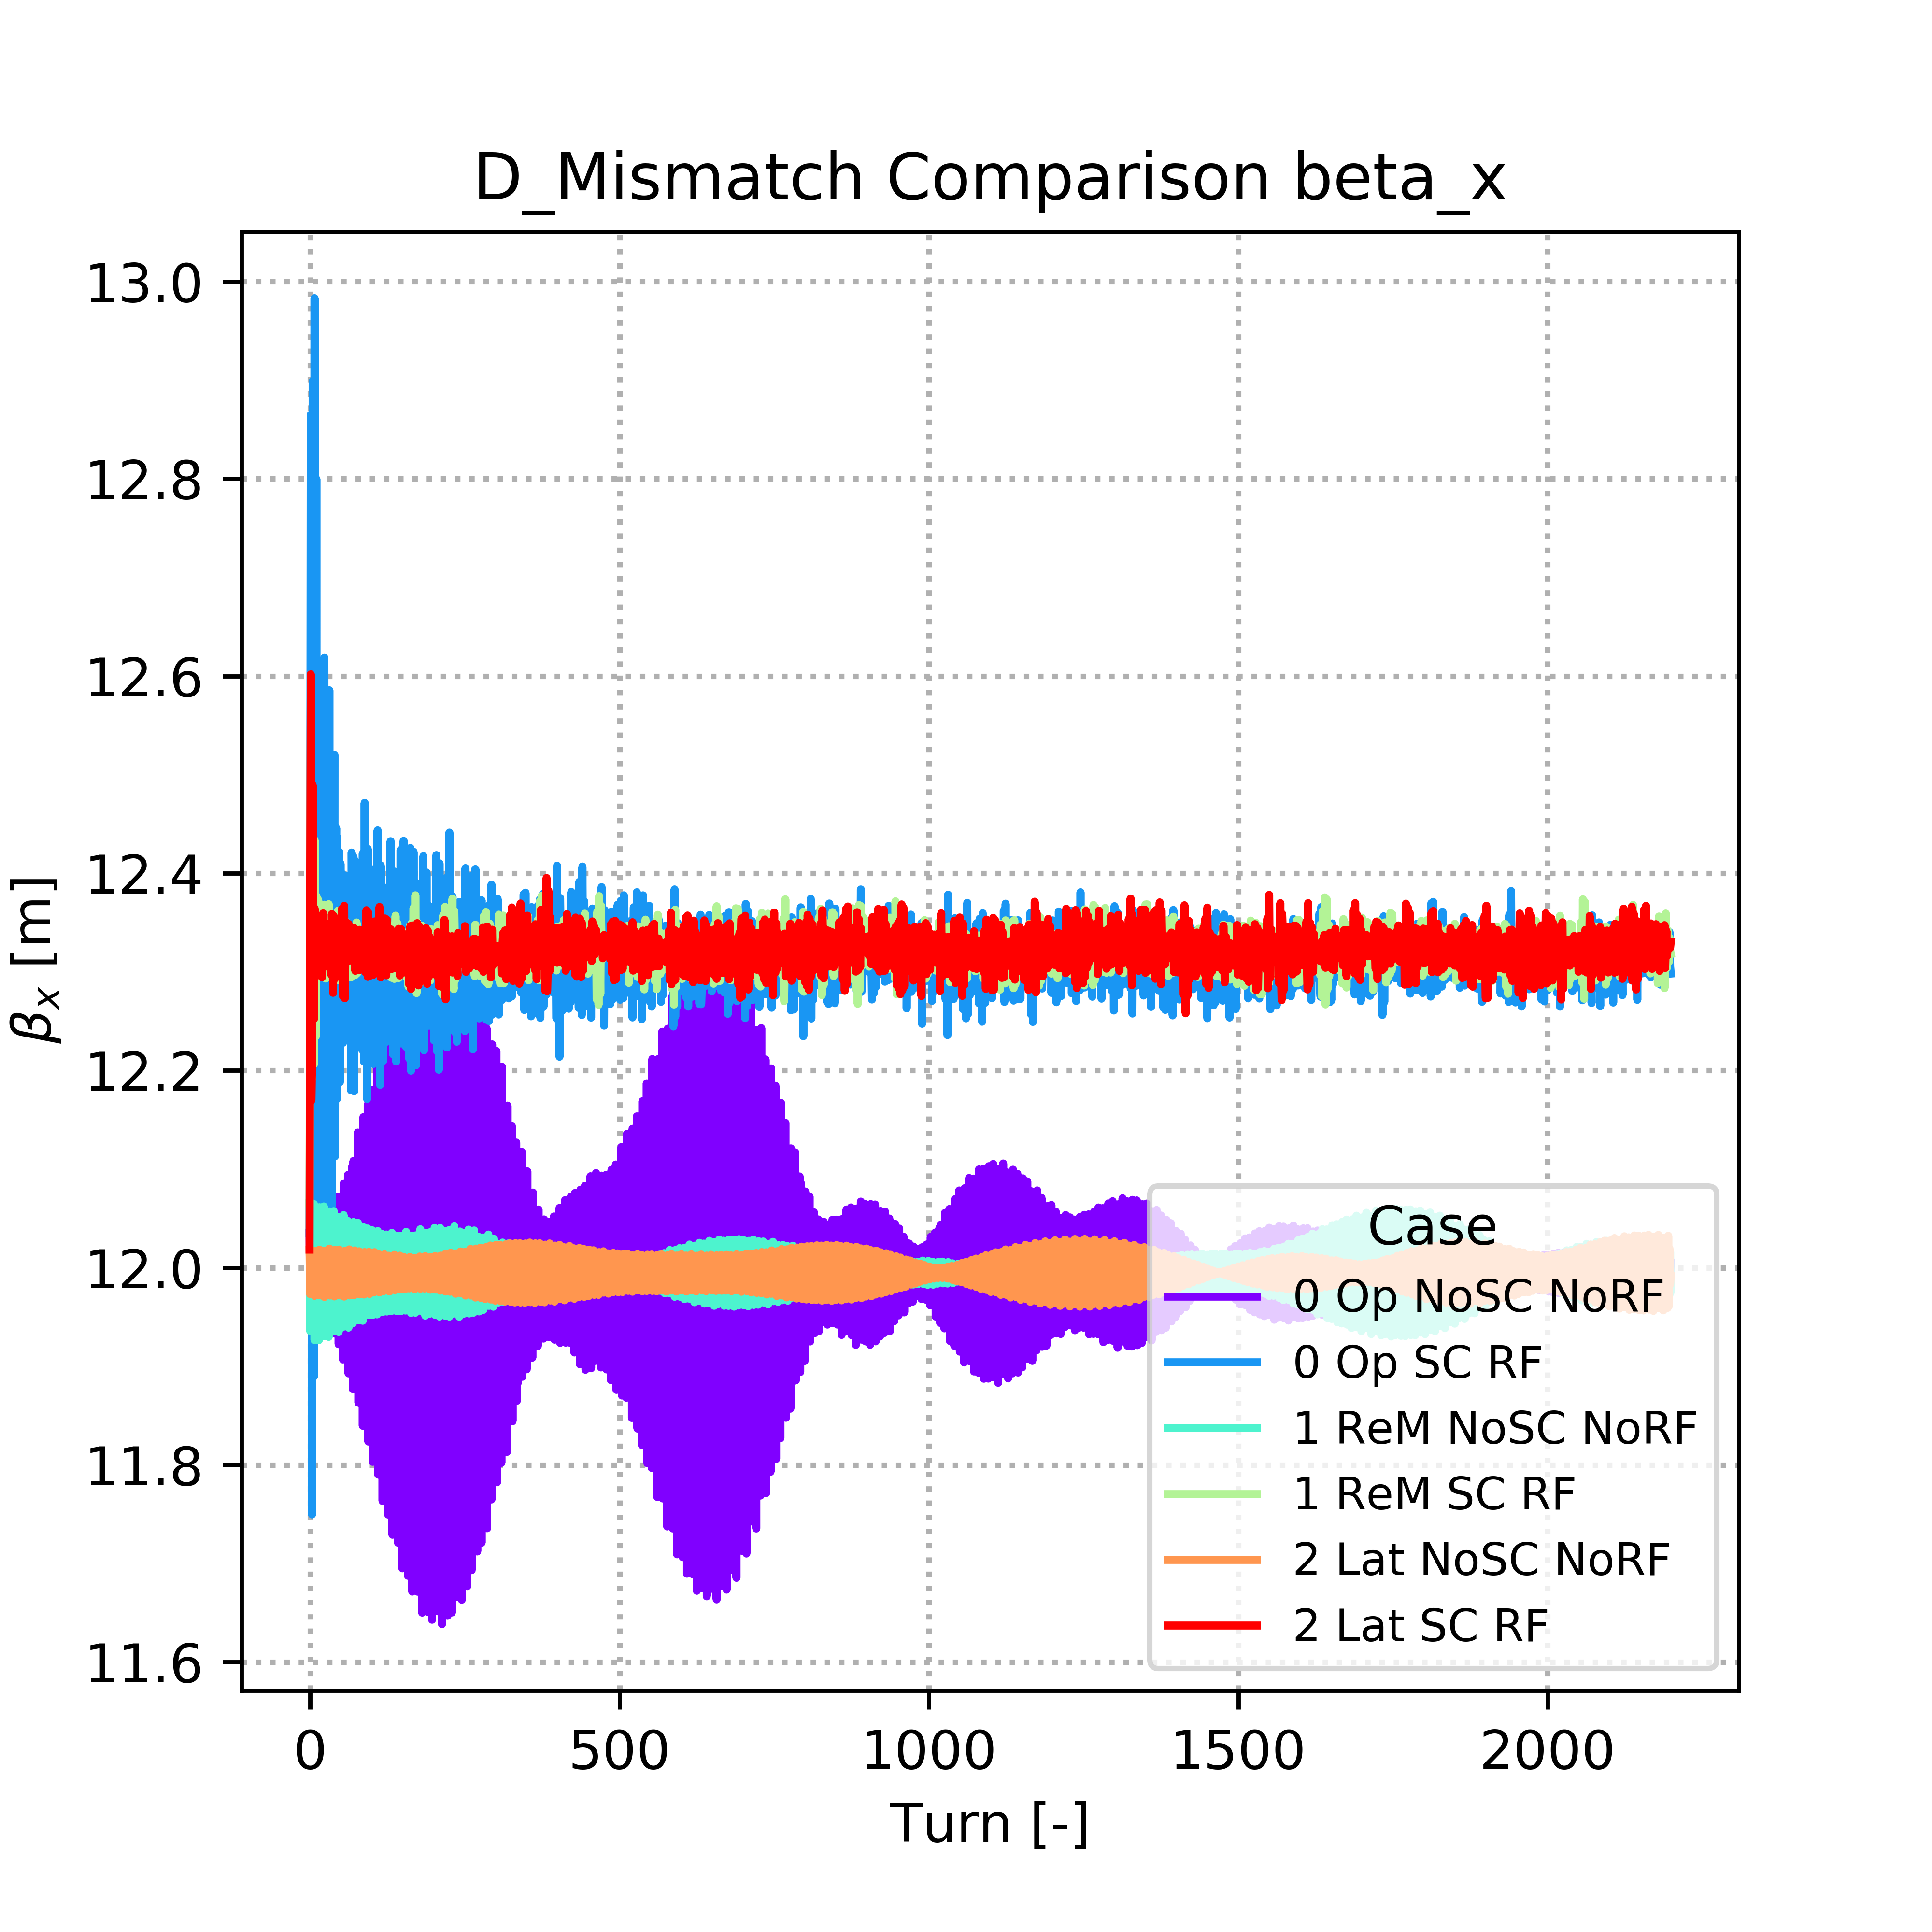 D_Mismatch Comparison beta_x
13.0
12.8
12.6
12.4
12.2
12.0
11.8
11.6
βx [m]
0 500 1000 1500 2000
Turn [-]
Case
0 Op NoSC NoRF
0 Op SC RF
1 ReM NoSC NoRF
1 ReM SC RF
2 Lat NoSC NoRF
2 Lat SC RF